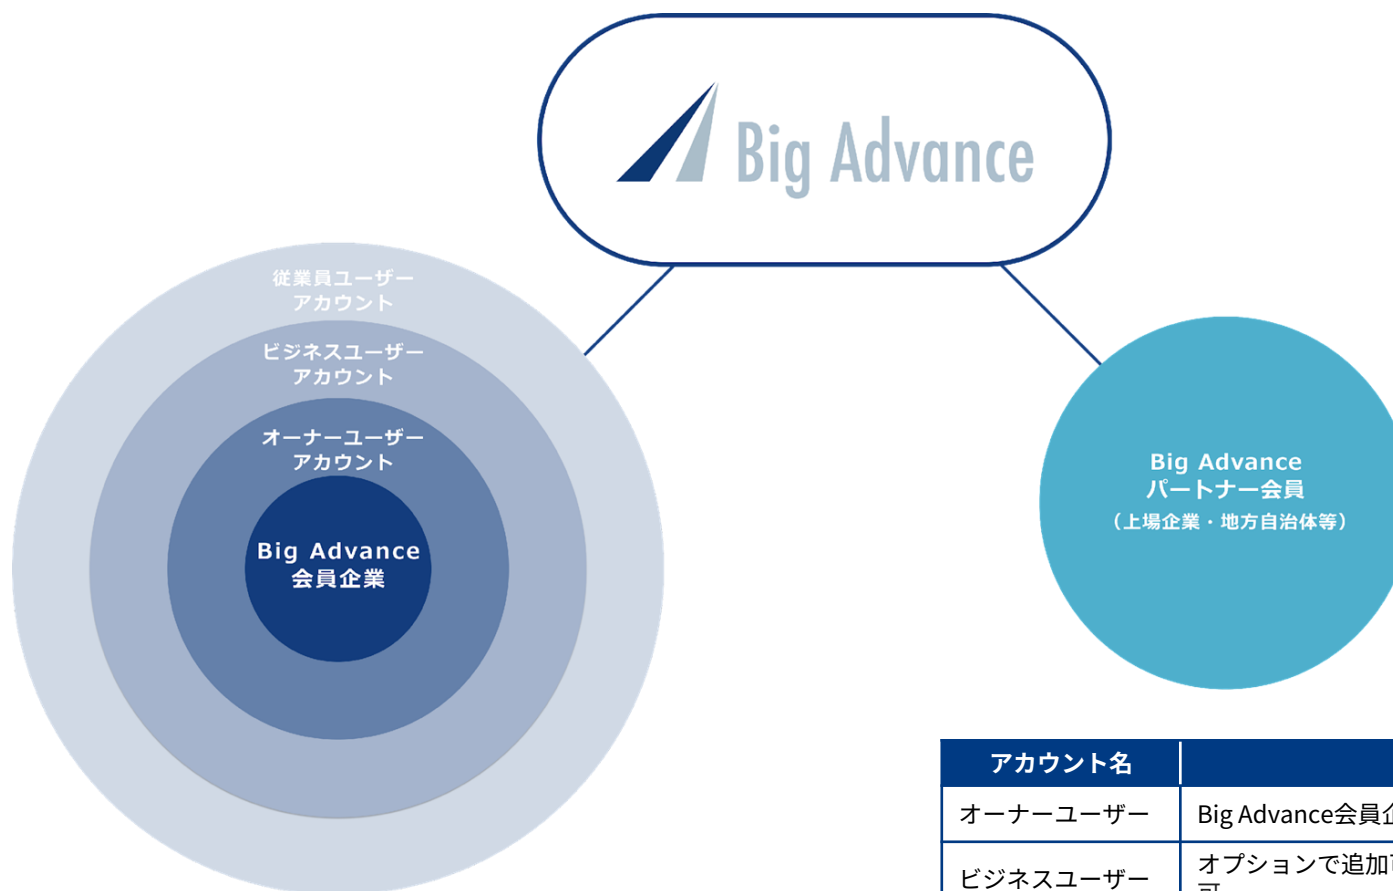 Big Advance
従業員ユーザー
アカウント
ビジネスユーザー
アカウント
オーナーユーザー
アカウント
Big Advance
会員企業
Big Advance
パートナー会員
（上場企業・地方自治体等）
アカウント名
オーナーユーザー
Big Advance会員企
ビジネスユーザー
オプションで追加